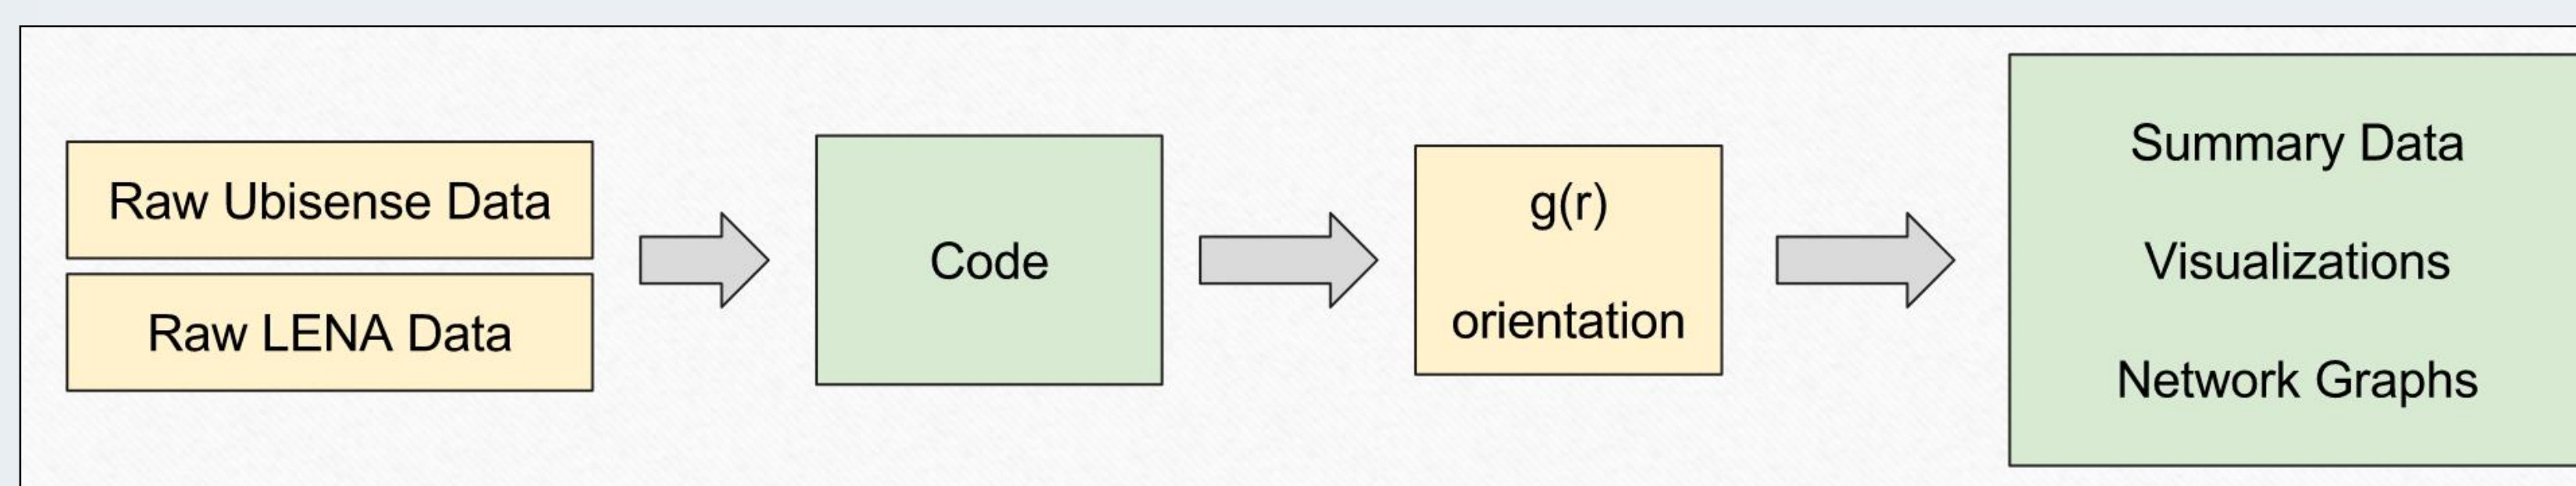 Raw Ubisense Data
Raw LENA Data
Code
g(r)
orientation
Summary Data
Visualizations
Network Graphs